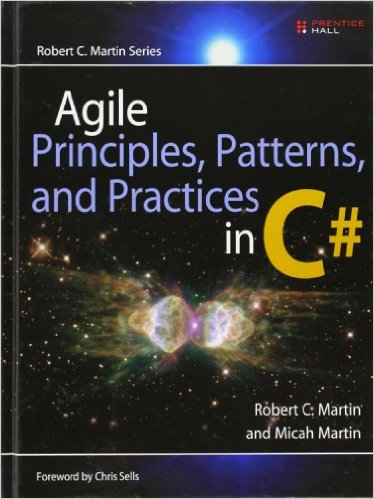 Robert C. Martin Series
PRENTICE
HALL
Agile
Principles, Patterns,
and Practices
in C#
Robert C. Martin
and Micah Martin
Foreword by Chris Sells